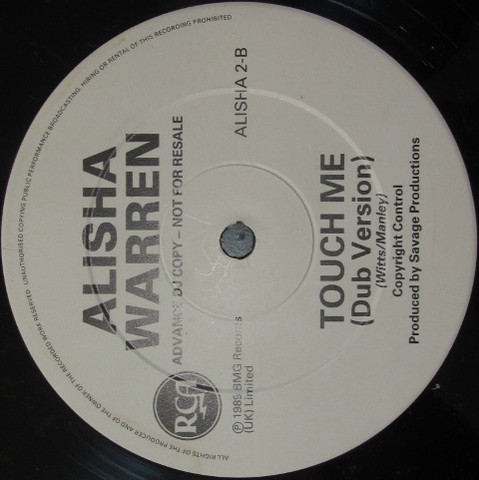 ALL RIGHTS OF THE PRODUCER AND OF THE OWNER OF THE RECORDED WORK RESERVED UNAUTHORISED COPYING PUBLIC PERFORMANCE BROADCASTING. HIRING OR RENTAL OF THIS RECORDING PROHIBITED
ALISHA
WARREN
ADVANCE DJ COPY – NOT FOR RESALE
RCA
℗ 1989 BMG Records
(UK) Limited
ALISHA 2-B
TOUCH ME
(Dub Version)
(Witts/Manley)
Copyright Control
Produced by Savage Productions